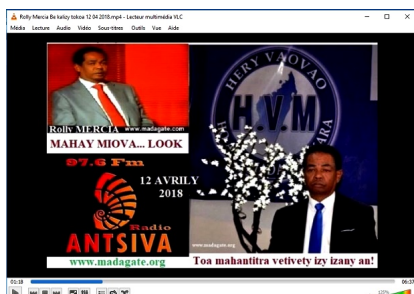 Rolly Mercia Be kalizy tokoa 12 04 2018.mp4 - Lecteur multimédia VLC
Média Lecture Audio Vidéo Sous-titres Outils Vue Aide
HERY VAOVAO
H.V.M
Rolly MERCIA www.madagate.com
MAHAY MIOVA... LOOK
97.6 Fm
12 AVRILY
2018
Radio
ANTSIVA
www.madagate.org
www.madagate.org
Toa mahantitra vetivety izy izany an!
01:18
06:37
125%